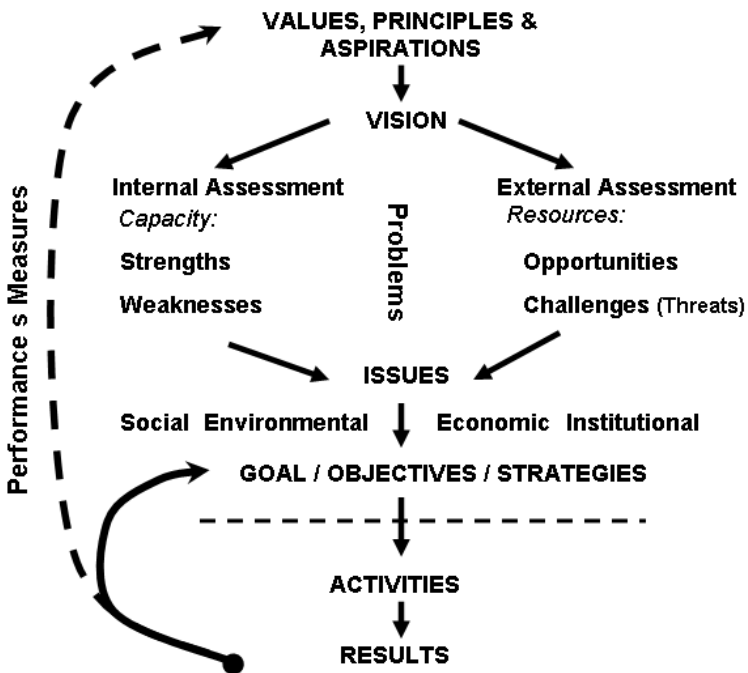 VALUES, PRINCIPLES &
ASPIRATIONS
VISION
Internal Assessment
Capacity:
Strengths
Weaknesses
Problems
External Assessment
Resources:
Opportunities
Challenges (Threats)
ISSUES
Social Environmental Economic Institutional
GOAL / OBJECTIVES / STRATEGIES
ACTIVITIES
RESULTS
Performance s Measures